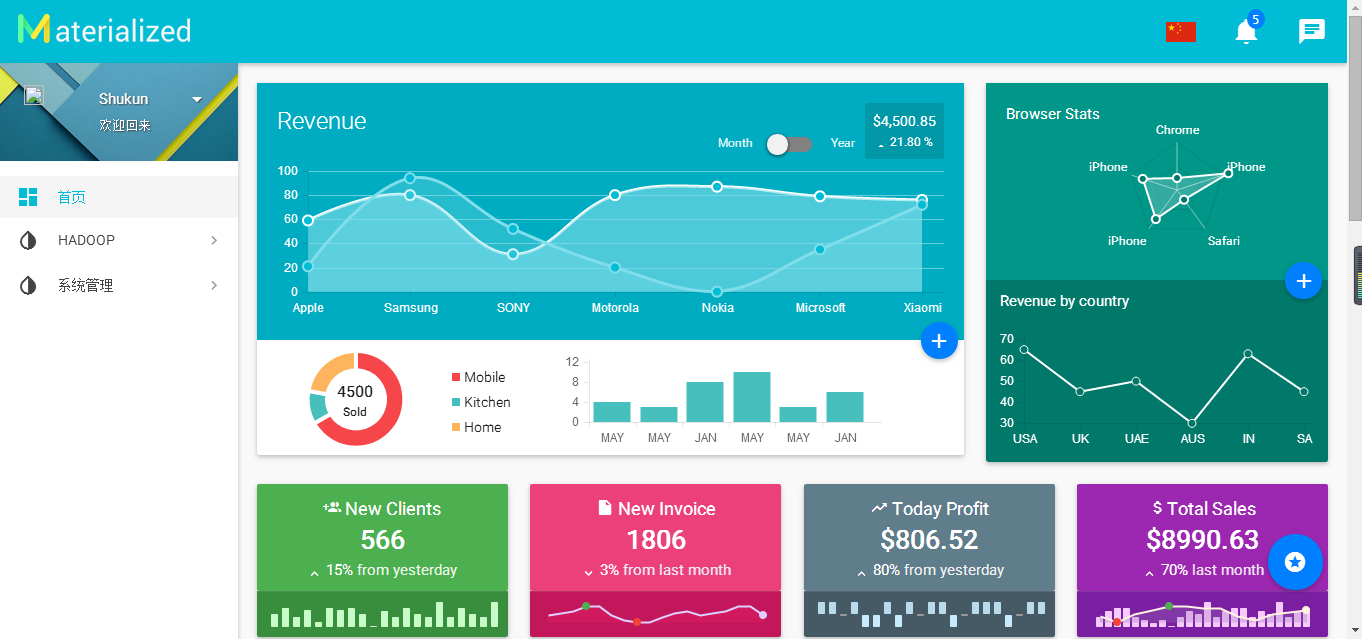 Materialized
5
Shukun
欢迎回来
首页
HADOOP
系统管理
Revenue
Month
Year
$4,500.85
21.80 %
100
80
60
40
20
0
Apple Samsung SONY Motorola Nokia Microsoft Xiaomi
4500
Sold
Mobile
Kitchen
Home
12
8
4
0
MAY MAY JAN MAY MAY JAN
Browser Stats
Chrome
iPhone
iPhone
iPhone
Safari
Revenue by country
70
60
50
40
30
USA UK UAE AUS IN SA
New Clients
566
15% from yesterday
New Invoice
1806
3% from last month
Today Profit
$806.52
80% from yesterday
$ Total Sales
$8990.63
70% last month